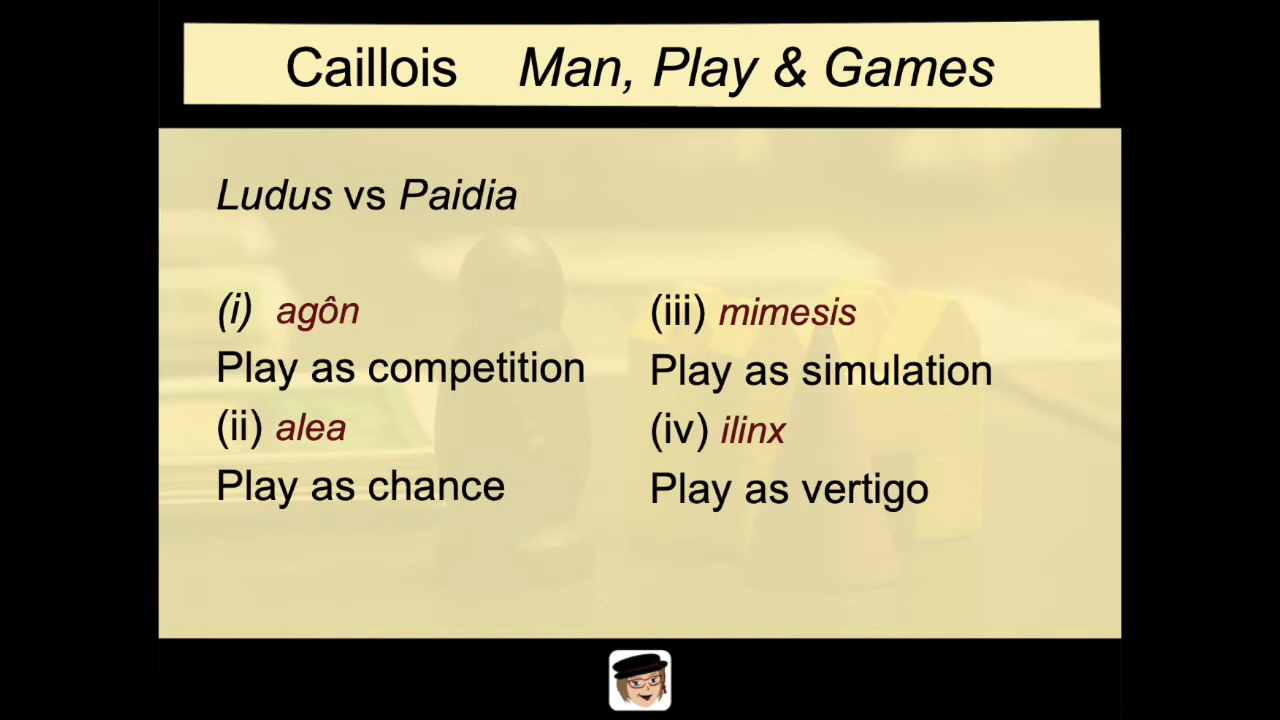 Caillois Man, Play & Games
Ludus vs Paidia
(i) agôn
Play as competition
(ii) alea
Play as chance
(iii) mimesis
Play as simulation
(iv) ilinx
Play as vertigo